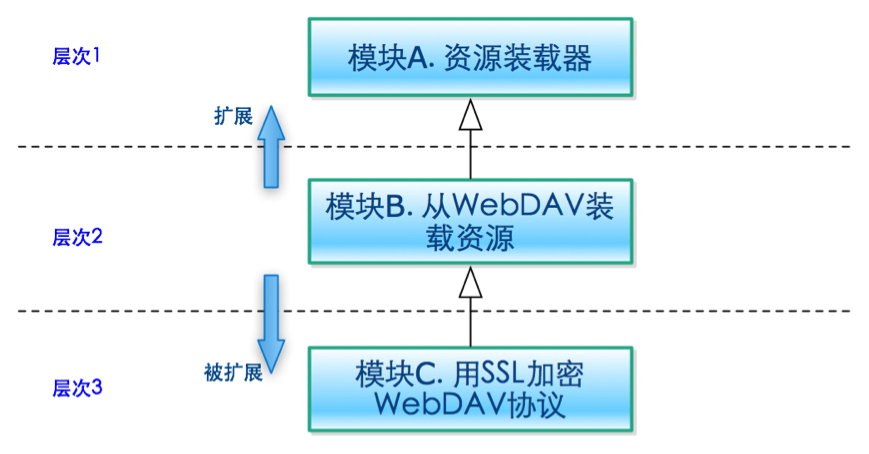 层次1
模块A. 资源装载器
扩展
模块B. 从WebDAV装
载资源
层次2
被扩展
模块C. 用SSL加密
WebDAV协议
层次3